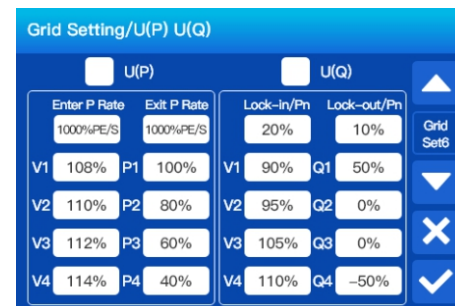 Grid Setting/U(P) U(Q)
U(P) U(Q)
Enter P Rate Exit P Rate Lock-in/Pn Lock-out/Pn
1000%PE/S 1000%PE/S 20% 10%
Grid
Set6
V1 108% P1 100% V1 90% Q1 50%
V2 110% P2 80% V2 95% Q2 0%
V3 112% P3 60% V3 105% Q3 0%
V4 114% P4 40% V4 110% Q4 -50%